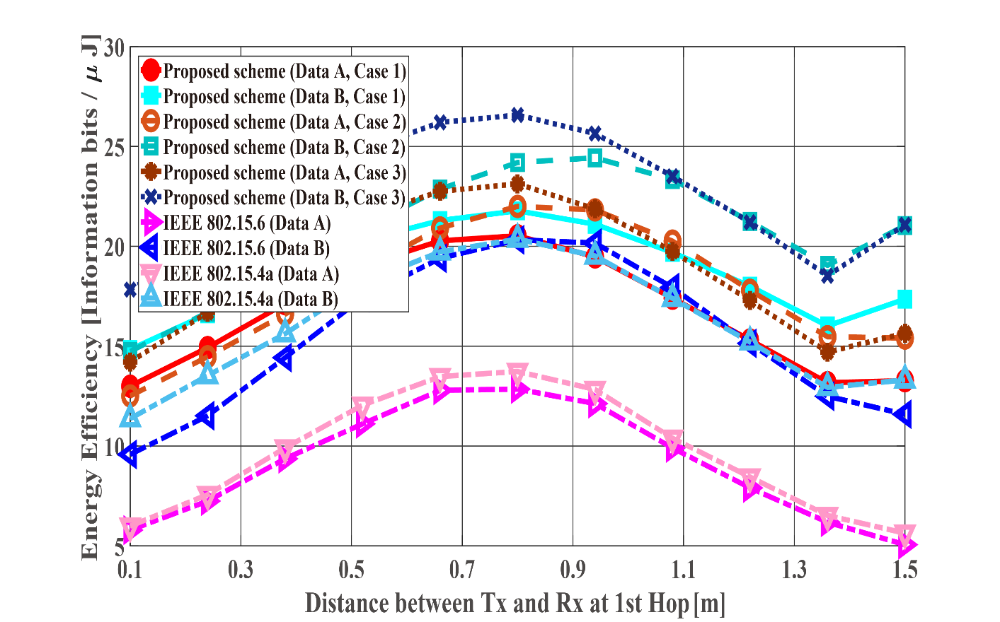 Energy Efficiency [Information bits / μ J]
30
25
20
15
10
5
Proposed scheme (Data A, Case 1)
Proposed scheme (Data B, Case 1)
Proposed scheme (Data A, Case 2)
Proposed scheme (Data B, Case 2)
Proposed scheme (Data A, Case 3)
Proposed scheme (Data B, Case 3)
IEEE 802.15.6 (Data A)
IEEE 802.15.6 (Data B)
IEEE 802.15.4a (Data A)
IEEE 802.15.4a (Data B)
0.1 0.3 0.5 0.7 0.9 1.1 1.3 1.5
Distance between Tx and Rx at 1st Hop [m]